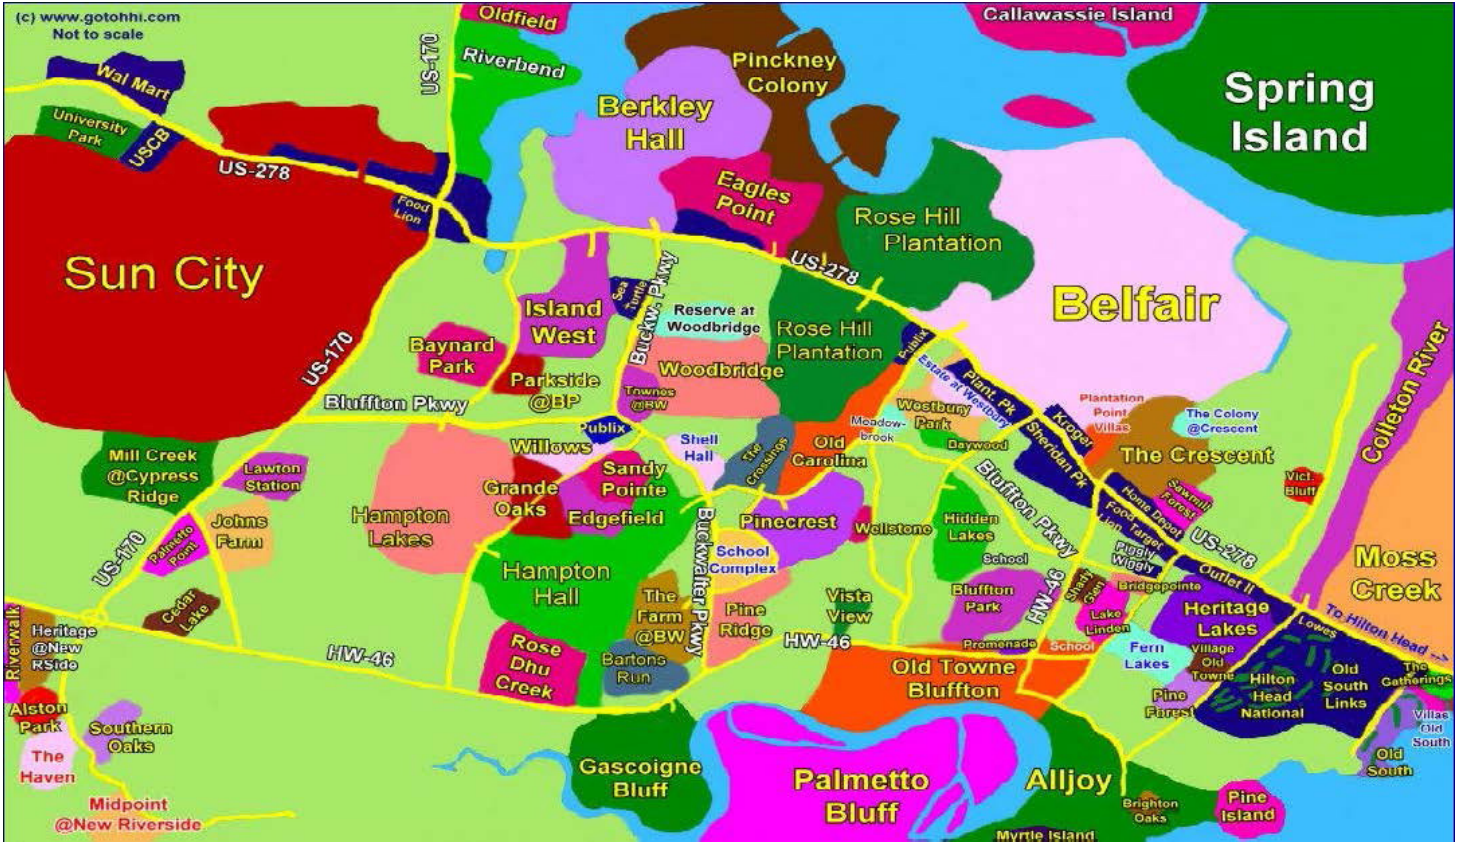 (c) www.gotohhi.com
Not to scale
Oldfield
Callawassie Island
US-170
Riverbend
Pinckney
Colony
Wal Mart
Spring
Island
Berkley
Hall
University
Park
USCB
US-278
Eagles
Point
Food
Lion
Rose Hill
Plantation
Sun City
US-278
Buckw. Pkwy
Sea
Turtle
Island
West
Reserve at
Woodbridge
Rose Hill
Plantation
Belfair
Publix
Colleton River
US-170
Baynard
Park
Parkside
@BP
Woodbridge
Townes
@BW
Estate at Westbury
Plant. Pk
Bluffton Pkwy
Westbury
Park
Plantation
Point
Villas
The Colony
@Crescent
Kroger
Meadow-
brook
Daywood
Sheridan Pk
Publix
Willows
Shell
Hall
The
Crossings
Old
Carolina
The Crescent
Mill Creek
@Cypress
Ridge
Lawton
Station
Sandy
Pointe
Grande
Oaks
Edgefield
Bluffton Pkwy
Vict.
Bluff
Sawmill
Forest
Home Depot
Food
Lion
Target
US-278
Hampton
Lakes
Johns
Farm
Palmetto
Point
US-170
Buckwalter Pkwy
Pinecrest
Wellstone
Hidden
Lakes
School
Complex
School
Piggly
Wiggly
Moss
Creek
Hampton
Hall
Outlet II
HW-46
Shady
Glen
Bridgepointe
Bluffton
Park
Cedar
Lake
The
Farm
@BW
Pine
Ridge
Vista
View
Lake
Linden
Heritage
Lakes
To Hilton Head -->
Lowes
Riverwalk
Heritage
@New
RSide
HW-46
Rose
Dhu
Creek
Bartons
Run
HW-46
Promenade
School
Fern
Lakes
Village
Old
Towne
Old Towne
Bluffton
Hilton
Head
National
Old
South
Links
The
Gatherings
Pine
Forest
Alston
Park
Southern
Oaks
Villas
Old
South
The
Haven
Gascoigne
Bluff
Palmetto
Bluff
Alljoy
Old
South
Midpoint
@New Riverside
Brighton
Oaks
Pine
Island
Myrtle Island